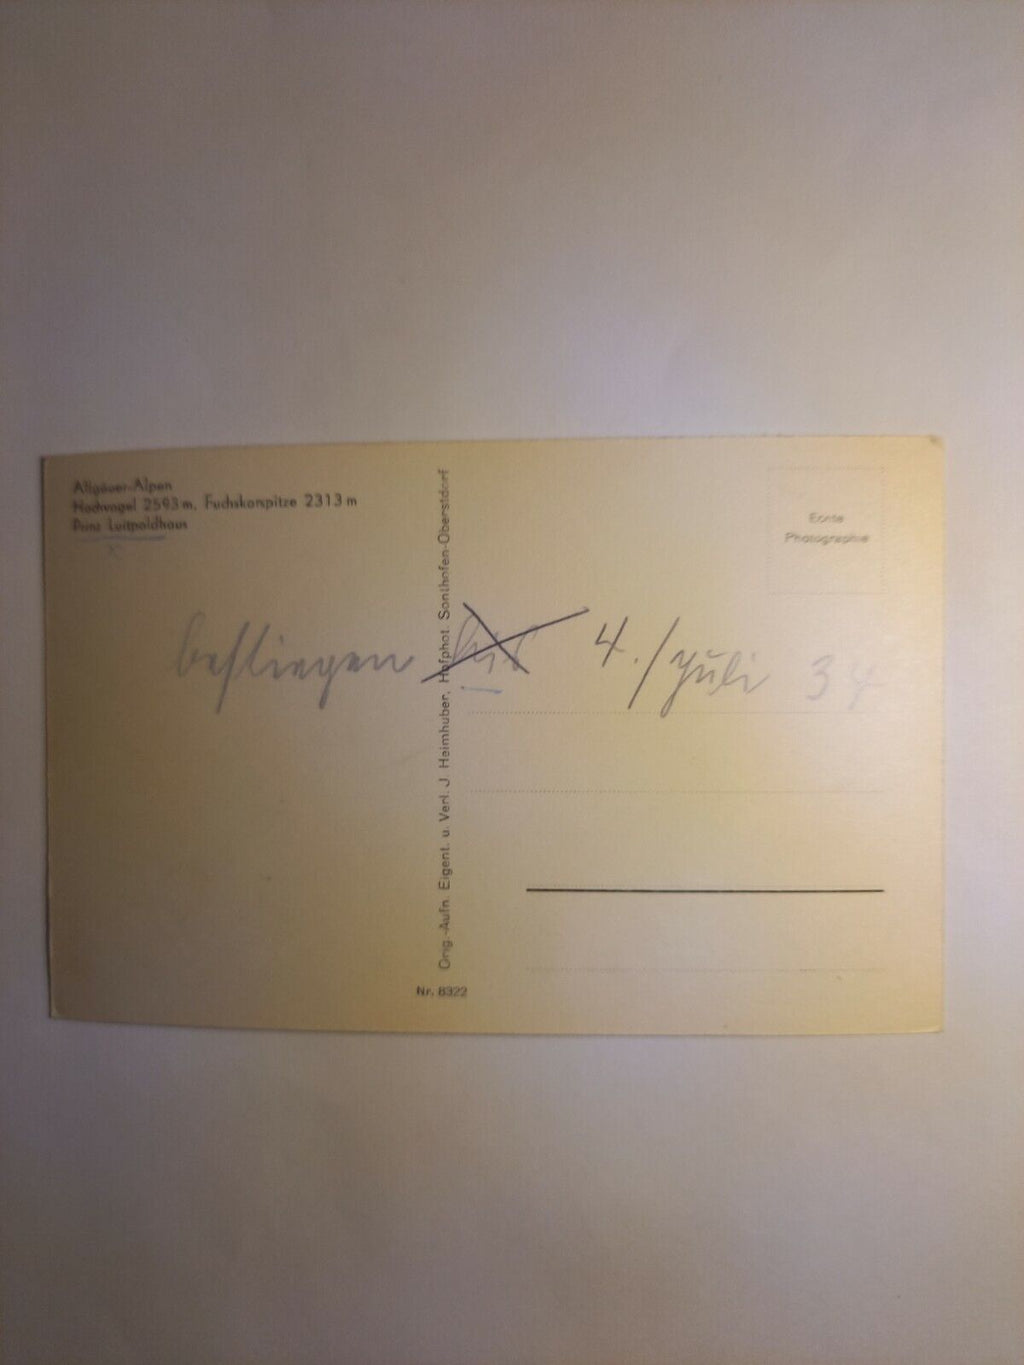 Allgäuer-Alpen
Hochvogel 2593 m, Fuchskarspitze 2313 m
Prinz Luitpoldhaus
Echte
Photographie
bestiegen 4./Juli 34
Orig.-Aufn. Eigent. u. Verl. J. Heimhuber, Hofphot. Sonthofen-Oberstdorf
Nr. 8322